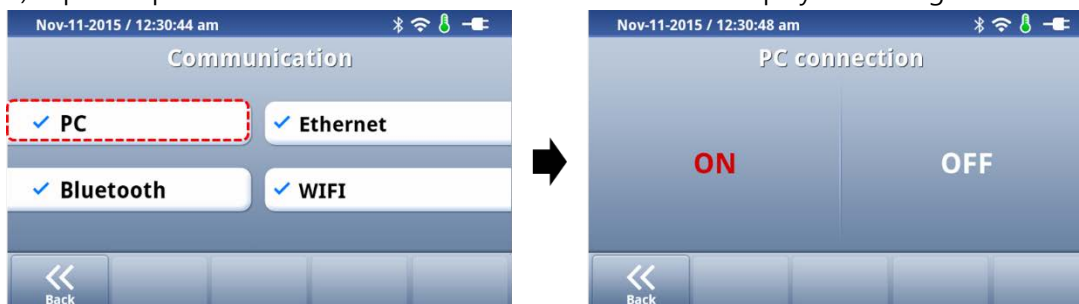 Nov-11-2015 / 12:30:44 am
Communication
PC
Ethernet
Bluetooth
WIFI
Back
Nov-11-2015 / 12:30:48 am
PC connection
ON
OFF
Back